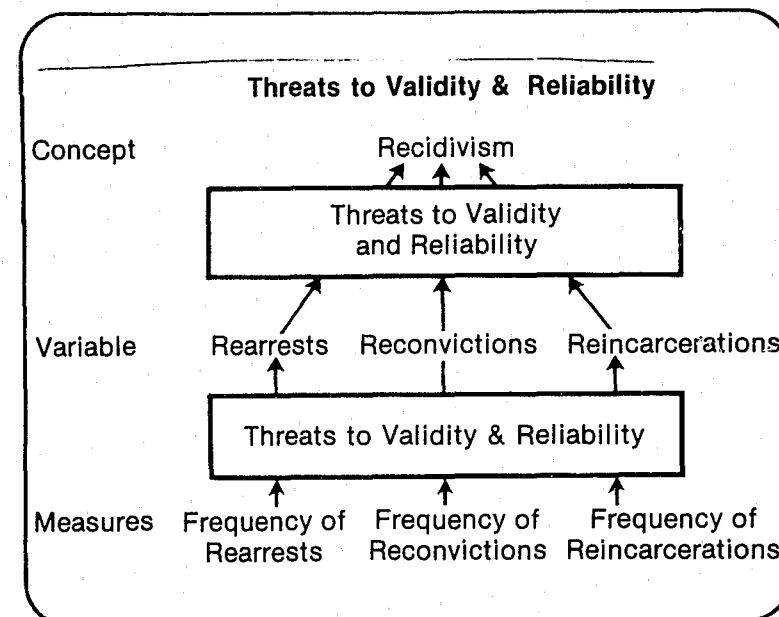 Threats to Validity & Reliability
Concept Recidivism
Threats to Validity
and Reliability
Variable Rearrests Reconvictions Reincarcerations
Threats to Validity & Reliability
Measures Frequency of Frequency of Frequency of
Rearrests Reconvictions Reincarcerations